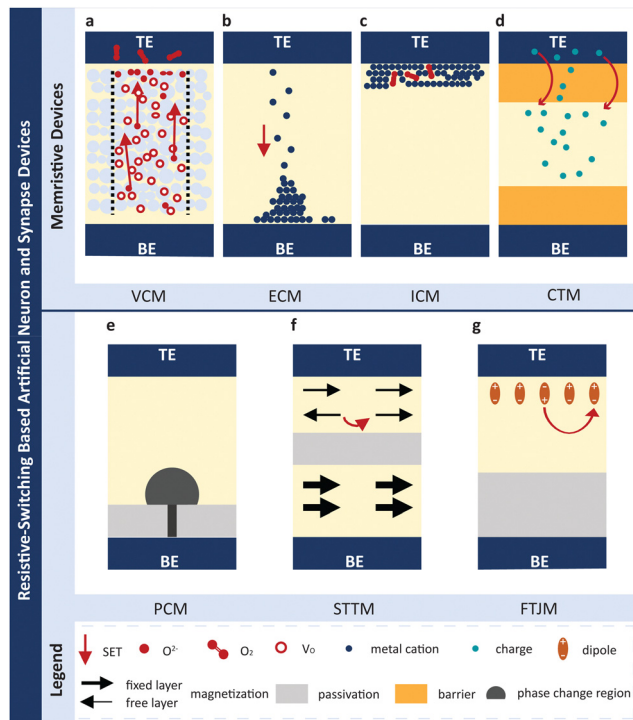 Resistive-Switching Based Artificial Neuron and Synapse Devices
Memristive Devices
a b c d
TE TE TE TE
BE BE BE BE
VCM ECM ICM CTM
e f g
TE TE TE
BE BE BE
PCM STTM FTJM
Legend
SET O²⁻ O₂ V₀ metal cation charge dipole
fixed layer
free layer
magnetization passivation barrier phase change region